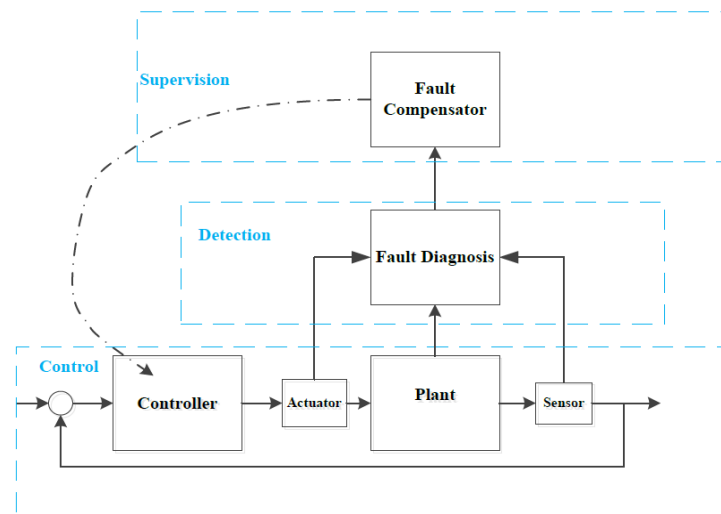 Supervision
Fault
Compensator
Detection
Fault Diagnosis
Control
Controller
Actuator
Plant
Sensor